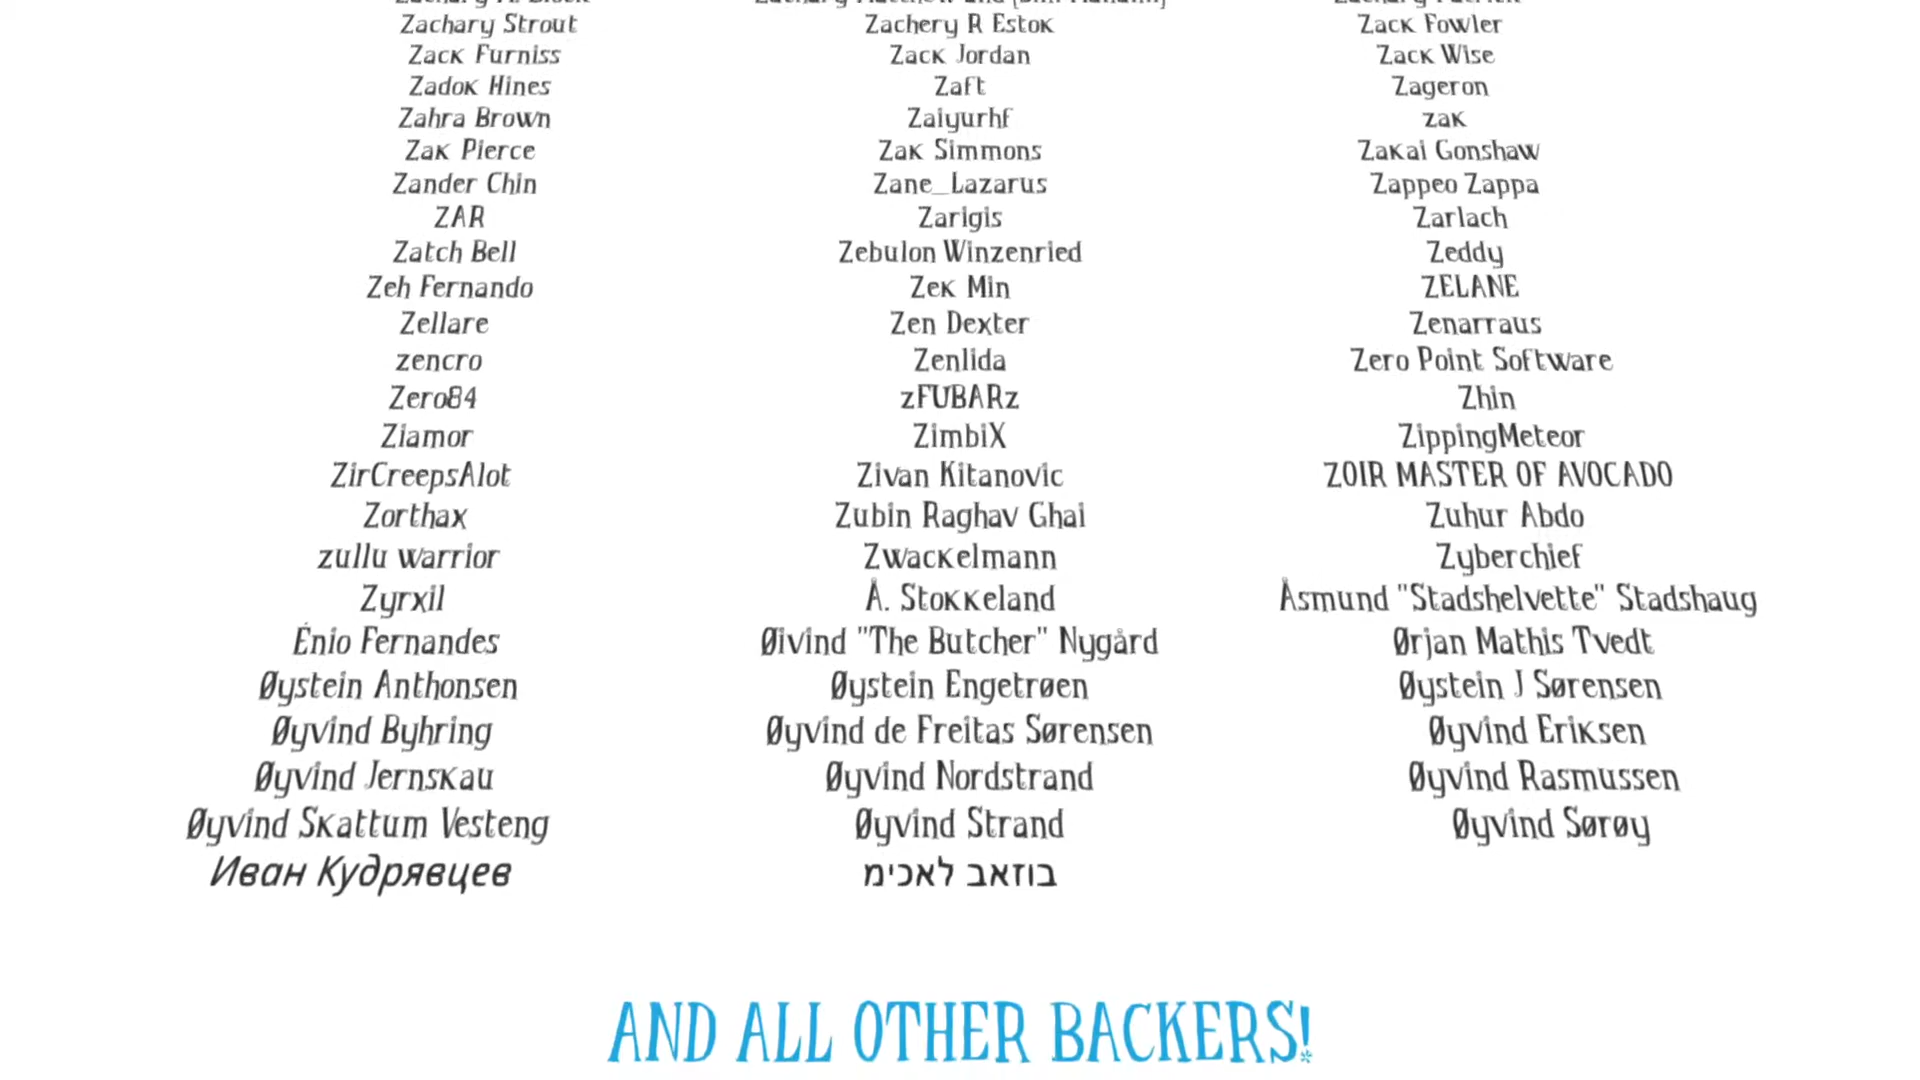 Zachary Strout Zachery R Estok Zack Fowler
Zack Furniss Zack Jordan Zack Wise
Zadok Hines Zaft Zageron
Zahra Brown Zaiyurhf zak
Zak Pierce Zak Simmons Zakai Gonshaw
Zander Chin Zane_Lazarus Zappeo Zappa
ZAR Zarigis Zarlach
Zatch Bell Zebulon Winzenried Zeddy
Zeh Fernando Zek Min ZELANE
Zellare Zen Dexter Zenarraus
zencro Zenlida Zero Point Software
Zero84 zFUBARz Zhin
Ziamor ZimbiX ZippingMeteor
ZirCreepsAlot Zivan Kitanovic ZOIR MASTER OF AVOCADO
Zorthax Zubin Raghav Ghai Zuhur Abdo
zullu warrior Zwackelmann Zyberchief
Zyrxil Å. Stokkeland Åsmund "Stadshelvette" Stadshaug
Énio Fernandes Øivind "The Butcher" Nygård Ørjan Mathis Tvedt
Øystein Anthonsen Øystein Engetrøen Øystein J Sørensen
Øyvind Byhring Øyvind de Freitas Sørensen Øyvind Eriksen
Øyvind Jernskau Øyvind Nordstrand Øyvind Rasmussen
Øyvind Skattum Vesteng Øyvind Strand Øyvind Sørøy
Иван Кудрявцев בוזאב לאכימ
AND ALL OTHER BACKERS!